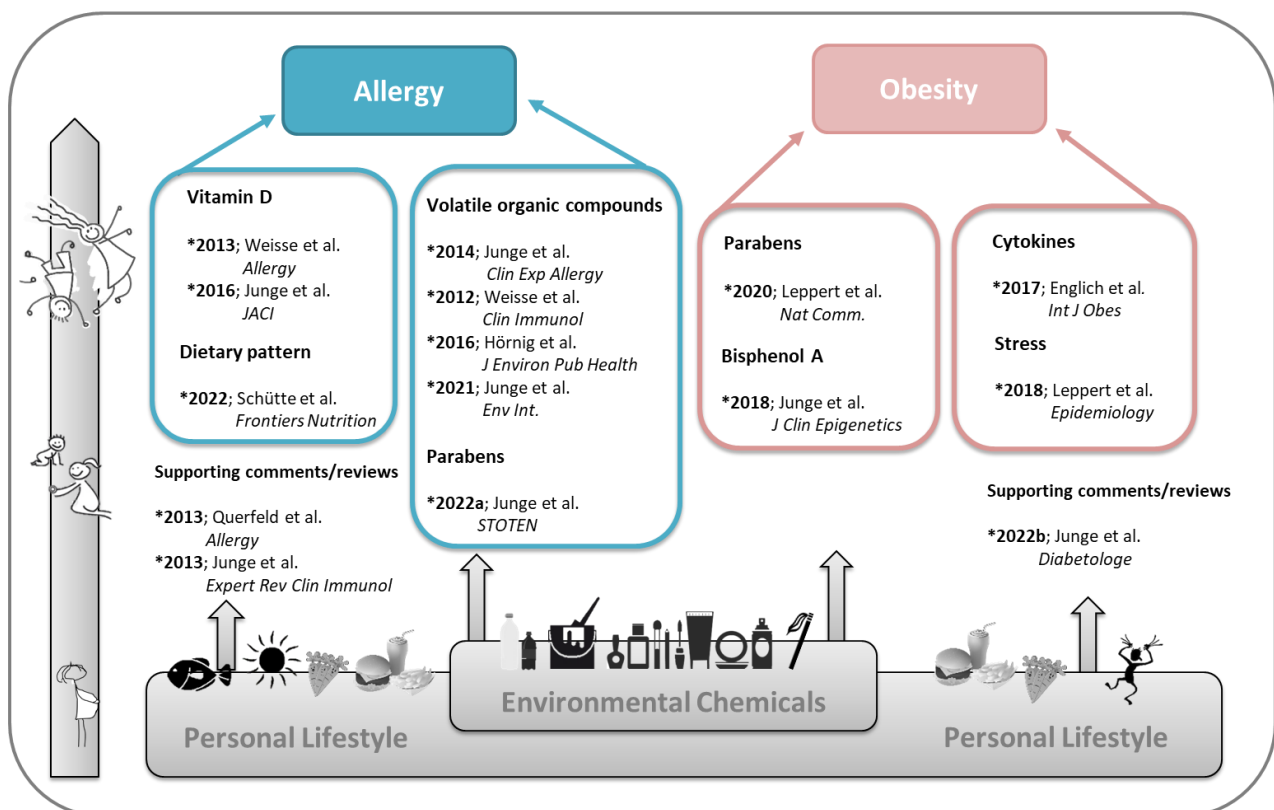 Allergy
Obesity
Vitamin D
*2013; Weisse et al.
Allergy
*2016; Junge et al.
JACI
Dietary pattern
*2022; Schütte et al.
Frontiers Nutrition
Supporting comments/reviews
*2013; Querfeld et al.
Allergy
*2013; Junge et al.
Expert Rev Clin Immunol
Volatile organic compounds
*2014; Junge et al.
Clin Exp Allergy
*2012; Weisse et al.
Clin Immunol
*2016; Hörnig et al.
J Environ Pub Health
*2021; Junge et al.
Env Int.
Parabens
*2022a; Junge et al.
STOTEN
Parabens
*2020; Leppert et al.
Nat Comm.
Bisphenol A
*2018; Junge et al.
J Clin Epigenetics
Cytokines
*2017; Englich et al.
Int J Obes
Stress
*2018; Leppert et al.
Epidemiology
Supporting comments/reviews
*2022b; Junge et al.
Diabetologe
Personal Lifestyle
Environmental Chemicals
Personal Lifestyle